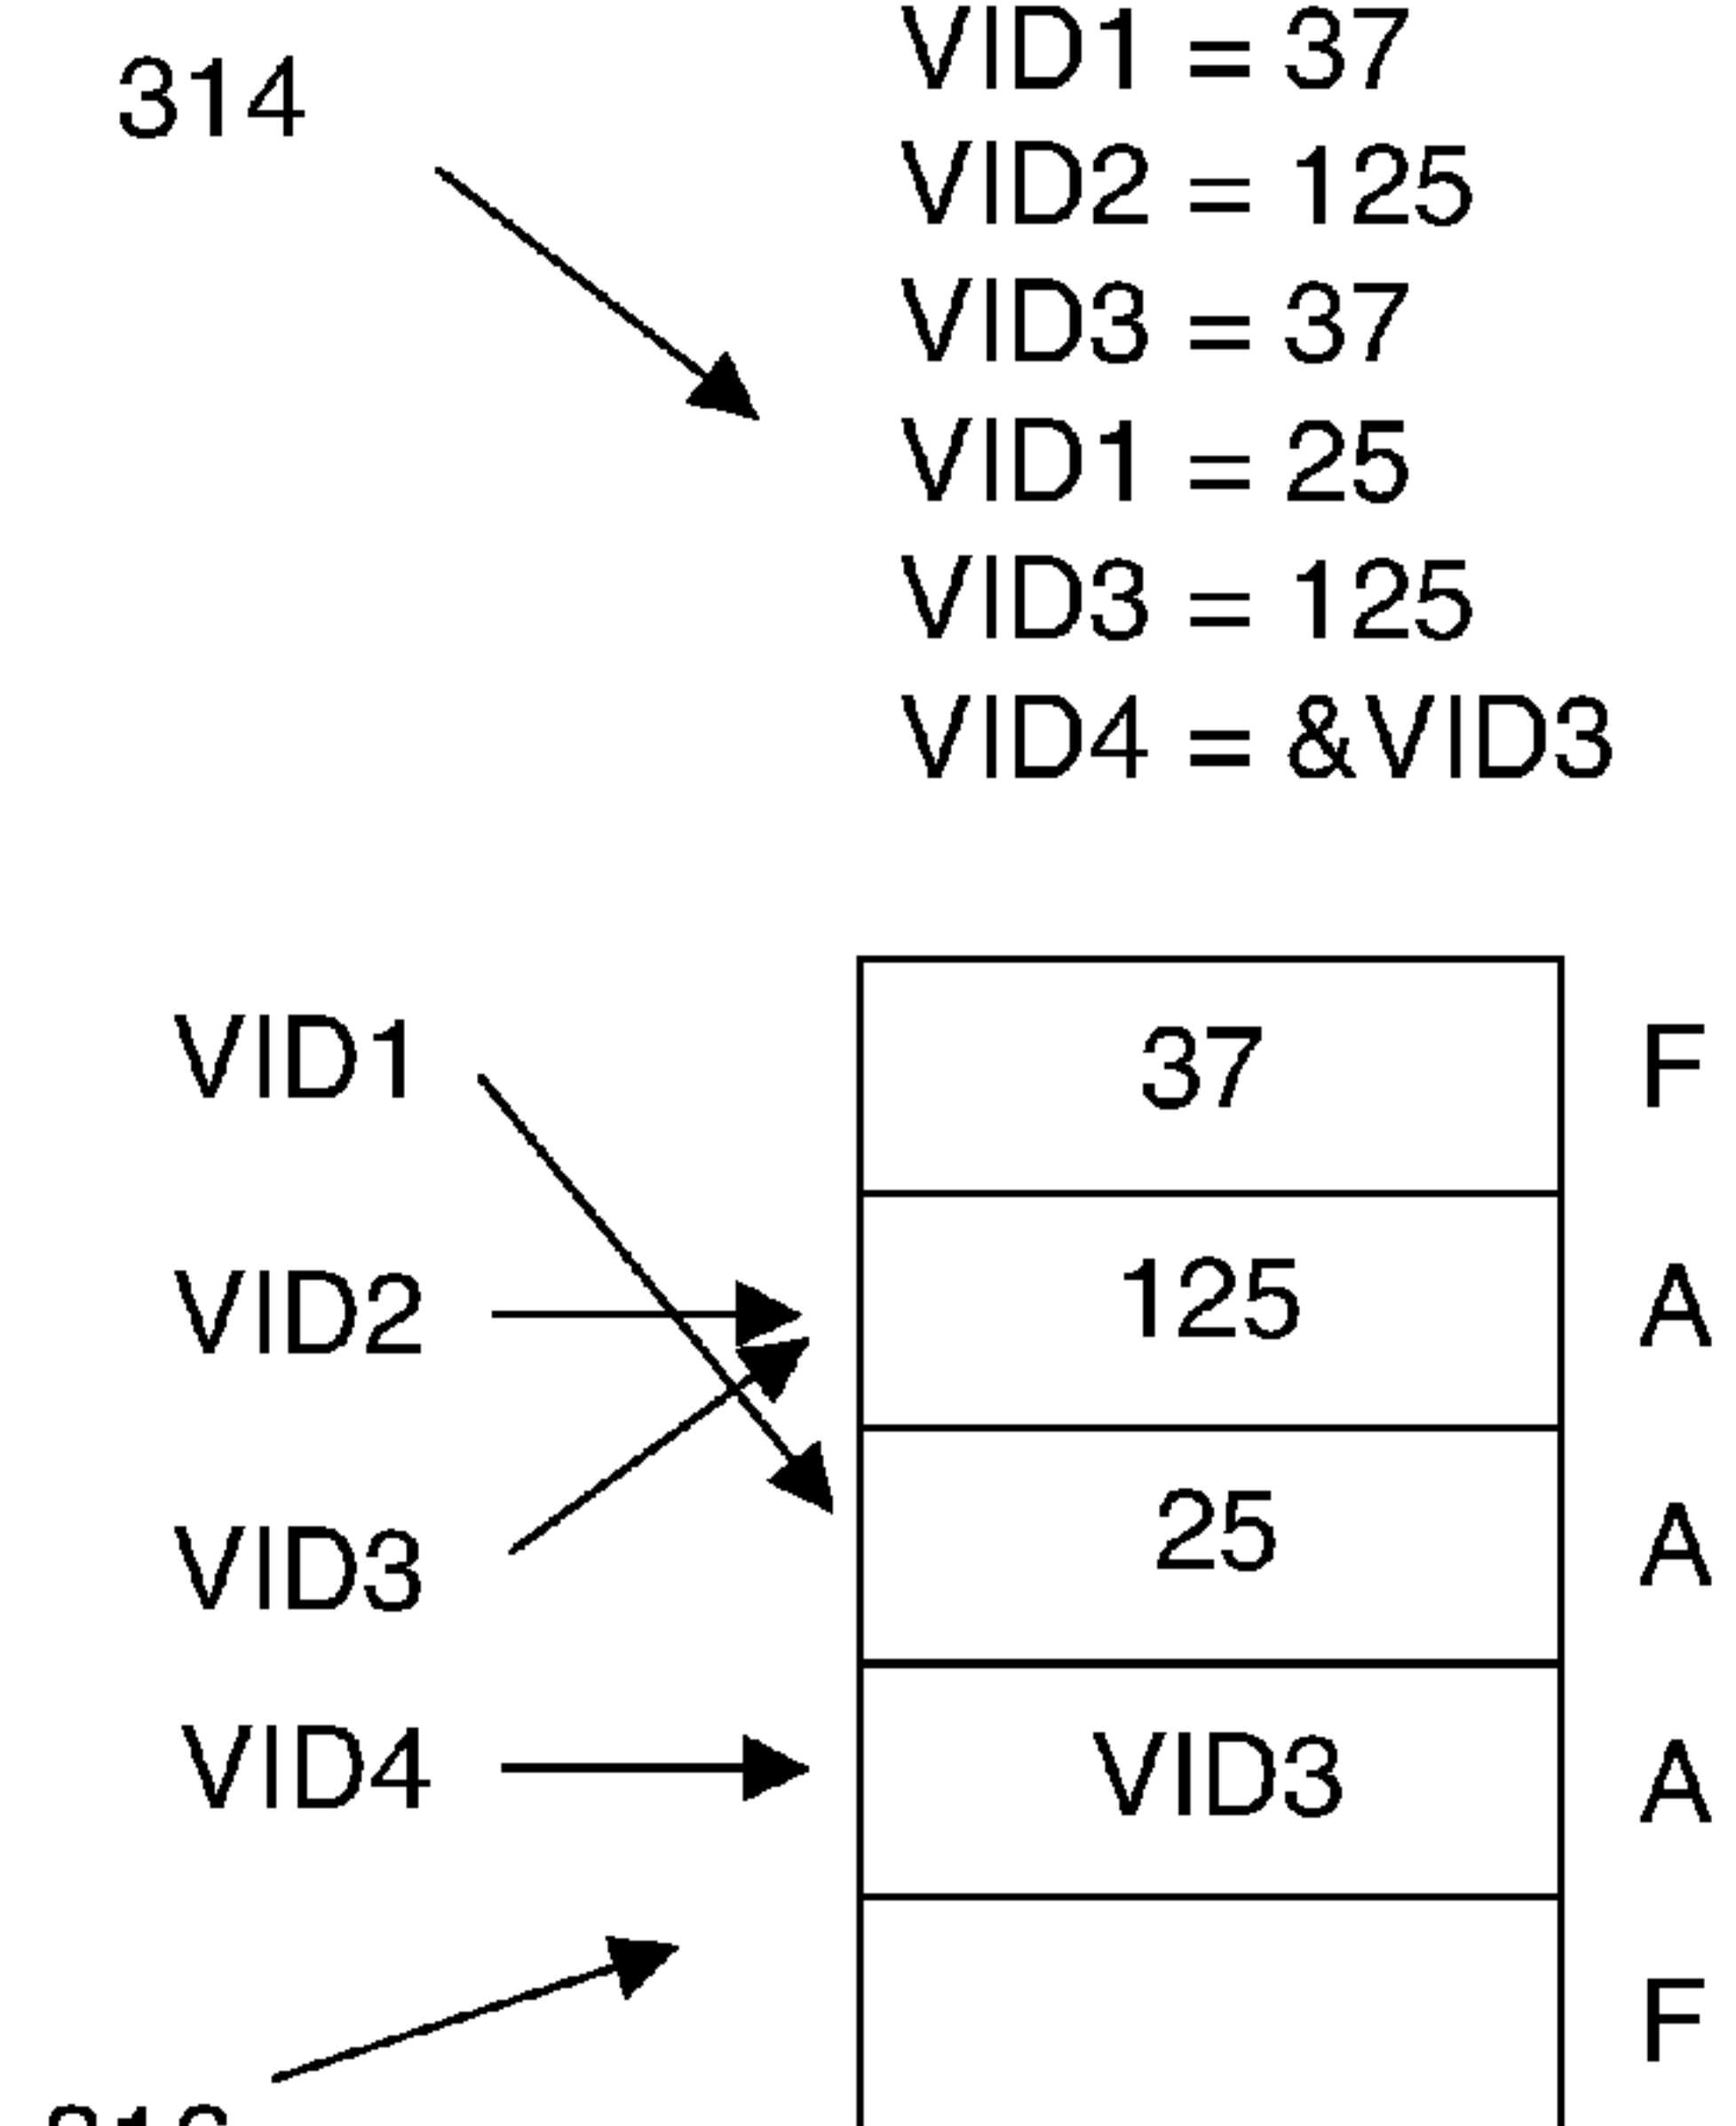 314
VID1 = 37
VID2 = 125
VID3 = 37
VID1 = 25
VID3 = 125
VID4 = &VID3
VID1 37 F
VID2 125 A
VID3 25 A
VID4 VID3 A
F